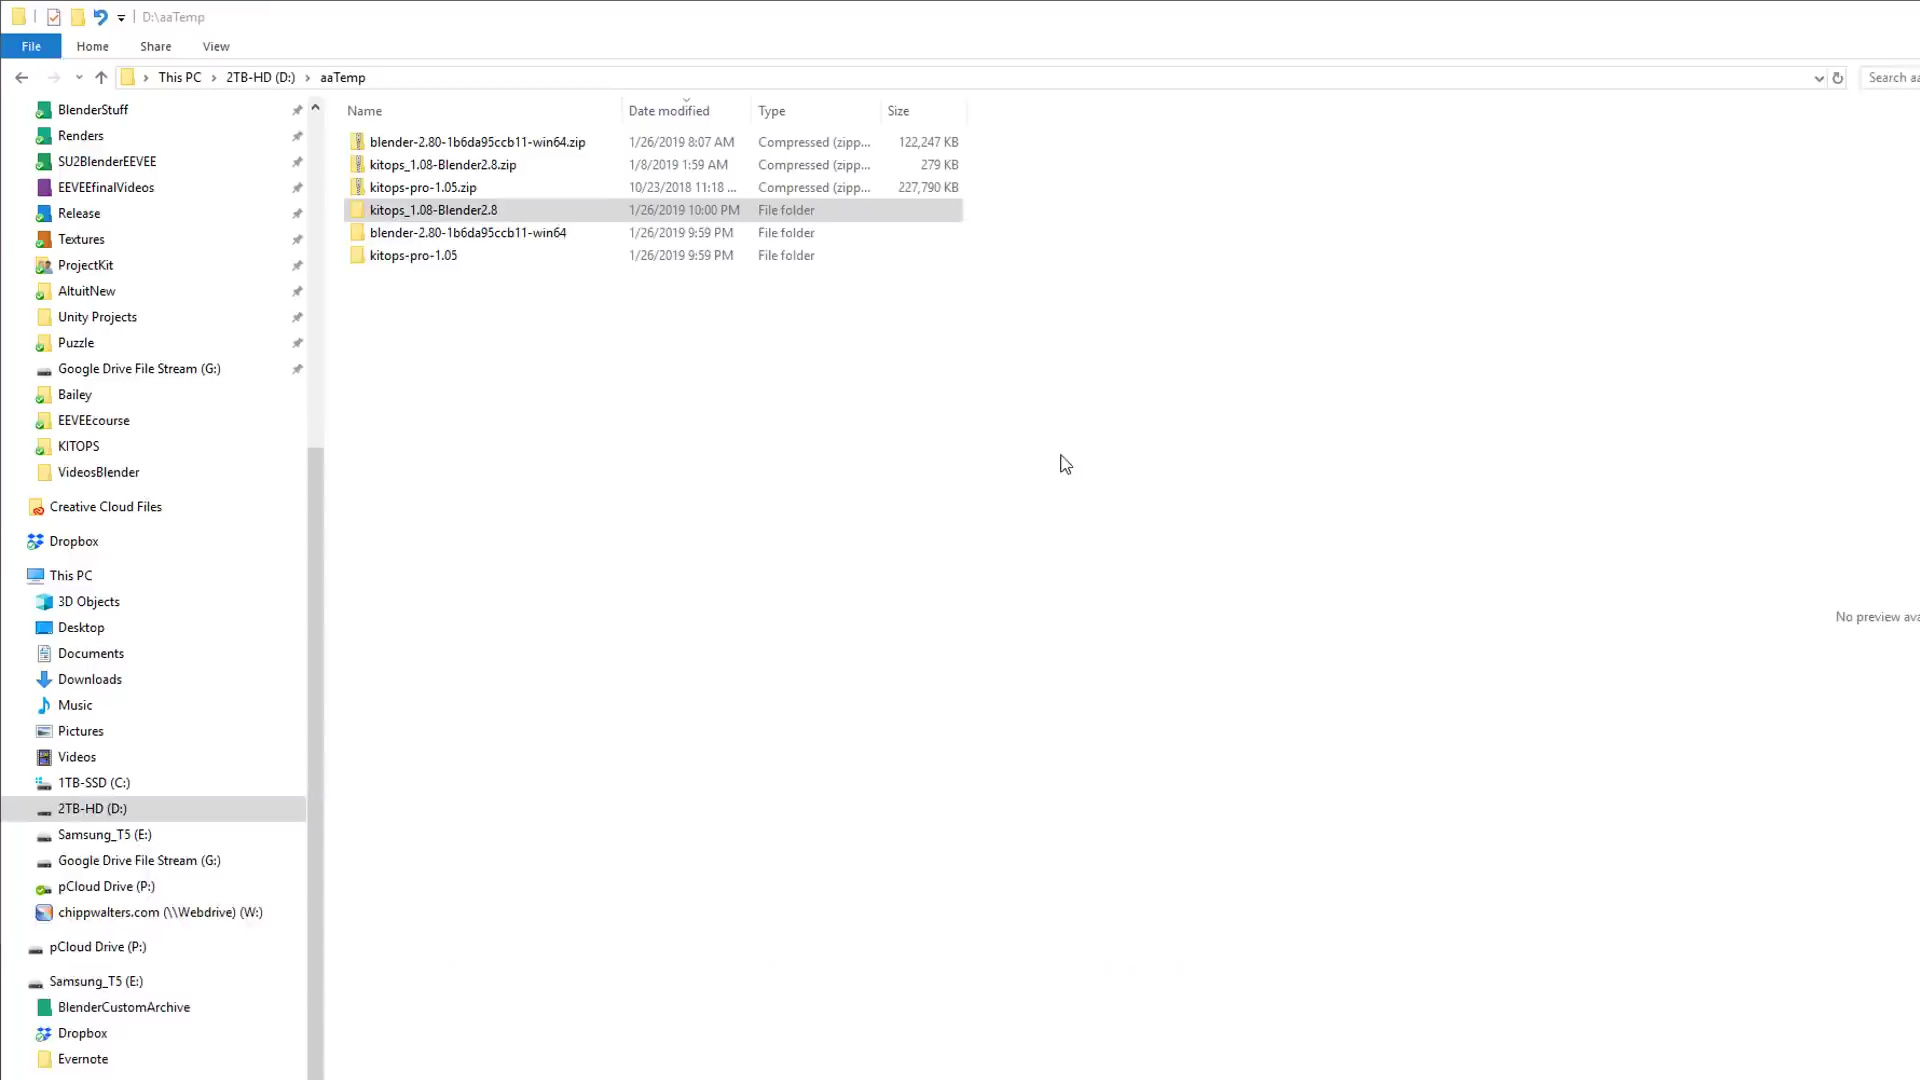 D:\aaTemp
File Home Share View
This PC 2TB-HD (D:) aaTemp
Search aa
Name Date modified Type Size
blender-2.80-1b6da95ccb11-win64.zip 1/26/2019 8:07 AM Compressed (zipp... 122,247 KB
kitops_1.08-Blender2.8.zip 1/8/2019 1:59 AM Compressed (zipp... 279 KB
kitops-pro-1.05.zip 10/23/2018 11:18 ... Compressed (zipp... 227,790 KB
kitops_1.08-Blender2.8 1/26/2019 10:00 PM File folder
blender-2.80-1b6da95ccb11-win64 1/26/2019 9:59 PM File folder
kitops-pro-1.05 1/26/2019 9:59 PM File folder
BlenderStuff
Renders
SU2BlenderEEVEE
EEVEEfinalVideos
Release
Textures
ProjectKit
AltuitNew
Unity Projects
Puzzle
Google Drive File Stream (G:)
Bailey
EEVEEcourse
KITOPS
VideosBlender
Creative Cloud Files
Dropbox
This PC
3D Objects
Desktop
Documents
Downloads
Music
Pictures
Videos
1TB-SSD (C:)
2TB-HD (D:)
Samsung_T5 (E:)
Google Drive File Stream (G:)
pCloud Drive (P:)
chippwalters.com (\\Webdrive) (W:)
pCloud Drive (P:)
Samsung_T5 (E:)
BlenderCustomArchive
Dropbox
Evernote
No preview ava